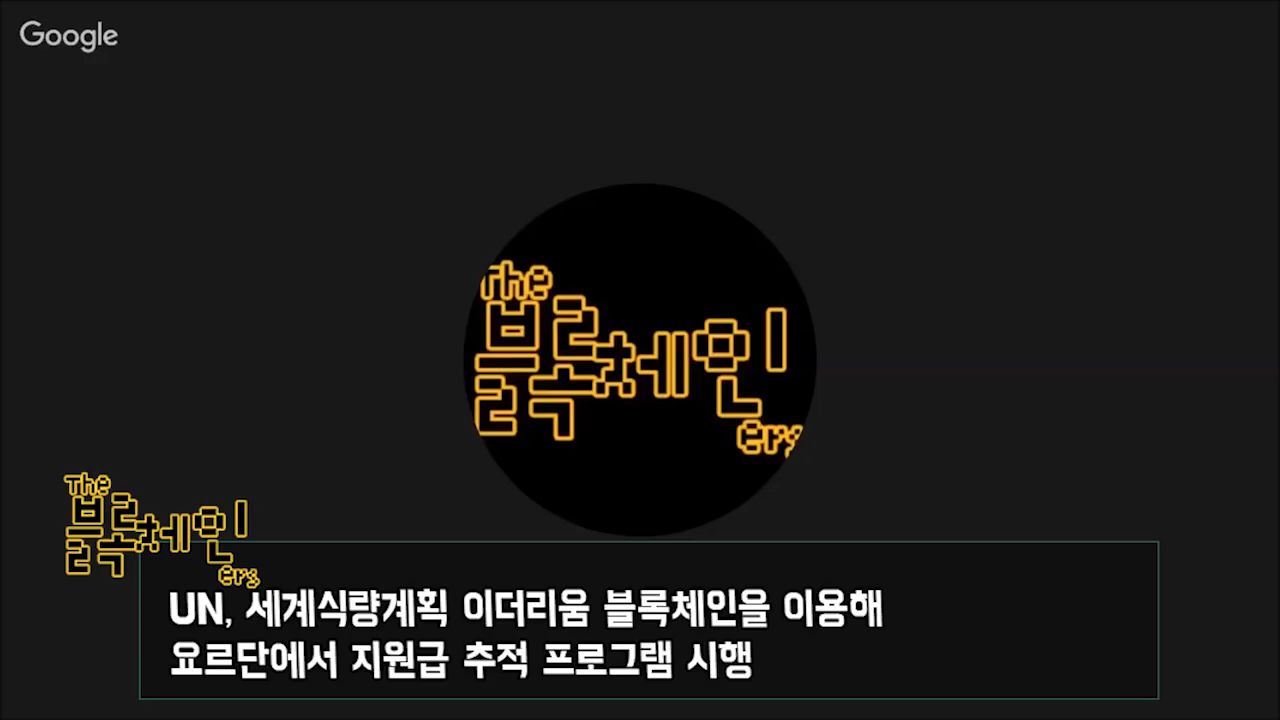 Google
The
블록체인
ers
The
블록체인
ers
UN, 세계식량계획 이더리움 블록체인을 이용해
요르단에서 지원급 추적 프로그램 시행